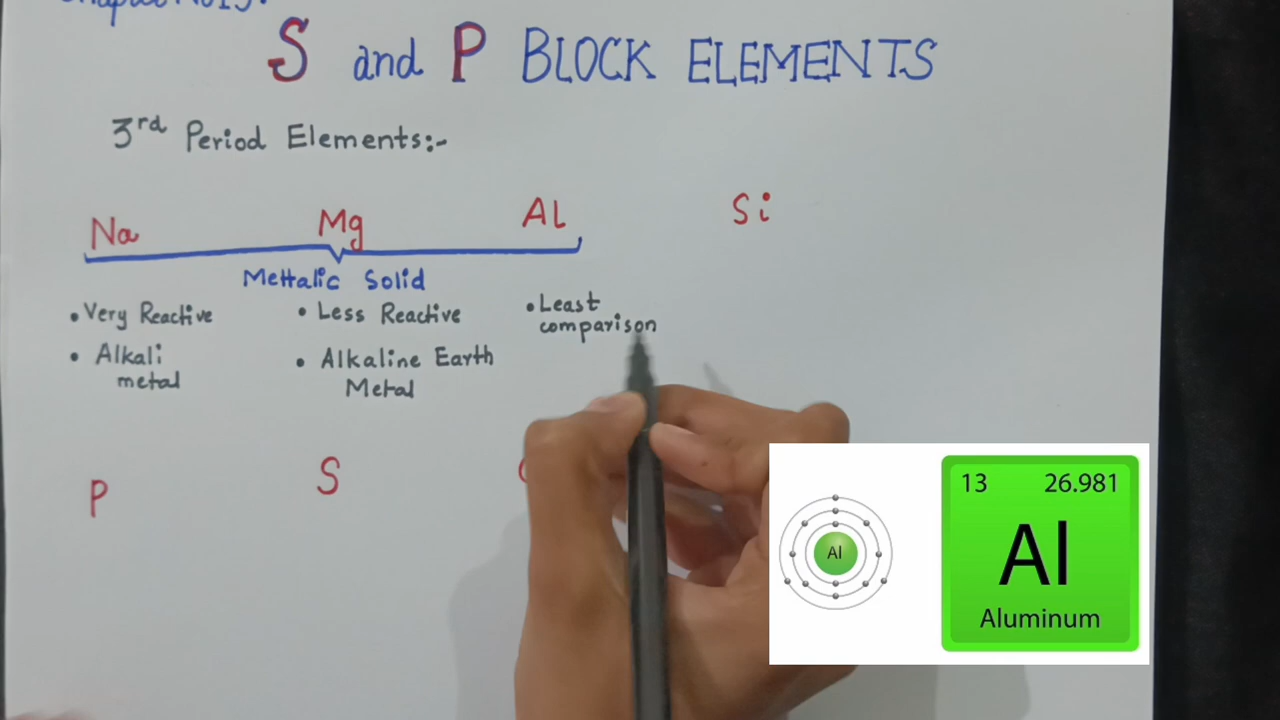 S and P BLOCK ELEMENTS
3rd Period Elements:-
Na Mg Al Si
Mettalic Solid
• Very Reactive
• Alkali
metal
• Less Reactive
• Alkaline Earth
Metal
• Least
comparison
P S
Al
13 26.981
Al
Aluminum